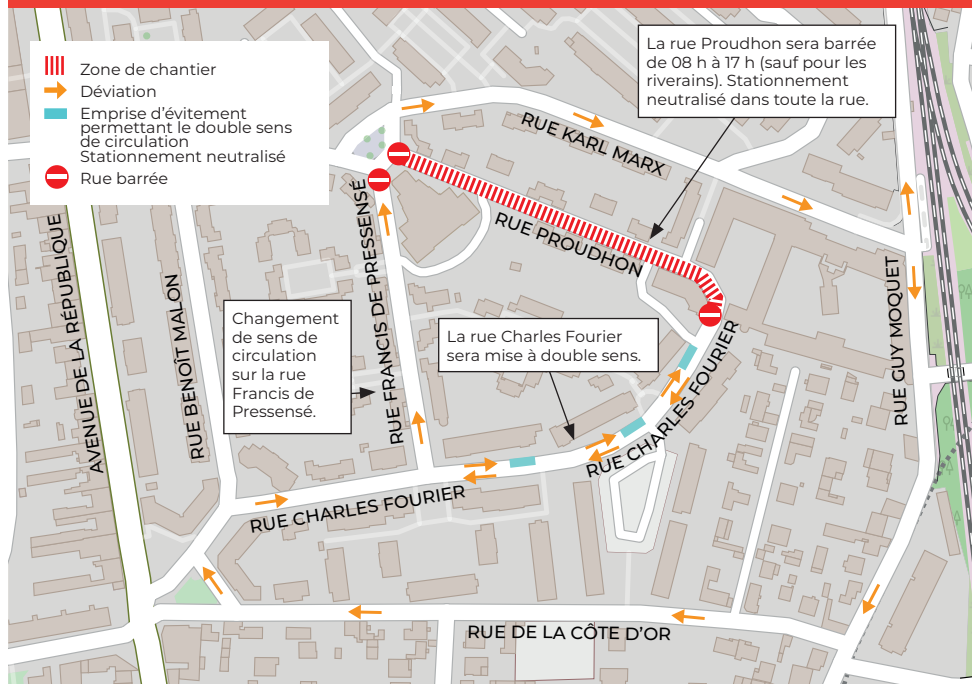 Zone de chantier
Déviation
Emprise d'évitement
permettant le double sens
de circulation
Stationnement neutralisé
Rue barrée
La rue Proudhon sera barrée
de 08 h à 17 h (sauf pour les
riverains). Stationnement
neutralisé dans toute la rue.
RUE KARL MARX
RUE PROUDHON
RUE FRANCIS DE PRESSENSÉ
AVENUE DE LA RÉPUBLIQUE
RUE BENOÎT MALON
Changement
de sens de
circulation
sur la rue
Francis de
Pressensé.
La rue Charles Fourier
sera mise à double sens.
RUE CHARLES FOURIER
RUE GUY MOQUET
RUE CHARLES FOURIER
RUE DE LA CÔTE D'OR